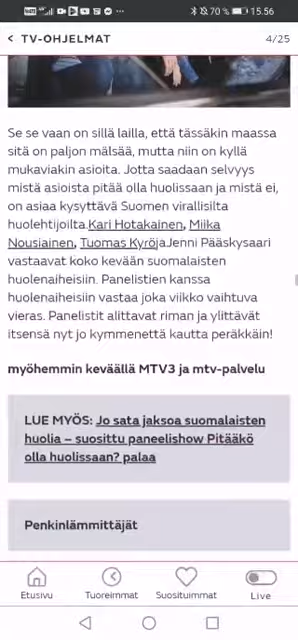 70 % 15.56
< TV-OHJELMAT 4/25
Se se vaan on sillä lailla, että tässäkin maassa
sitä on paljon mälsää, mutta niin on kyllä
mukaviakin asioita. Jotta saadaan selvyys
mistä asioista pitää olla huolissaan ja mistä ei,
on asiaa kysyttävä Suomen virallisilta
huolehtijoilta.Kari Hotakainen, Miika
Nousiainen, Tuomas KyröjaJenni Pääskysaari
vastaavat koko kevään suomalaisten
huolenaiheisiin. Panelistien kanssa
huolenaiheisiin vastaa joka viikko vaihtuva
vieras. Panelistit alittavat riman ja ylittävät
itsensä nyt jo kymmenettä kautta peräkkäin!
myöhemmin keväällä MTV3 ja mtv-palvelu
LUE MYÖS: Jo sata jaksoa suomalaisten
huolia – suosittu paneelishow Pitääkö
olla huolissaan? palaa
Penkinlämmittäjät
Etusivu Tuoreimmat Suosituimmat Live